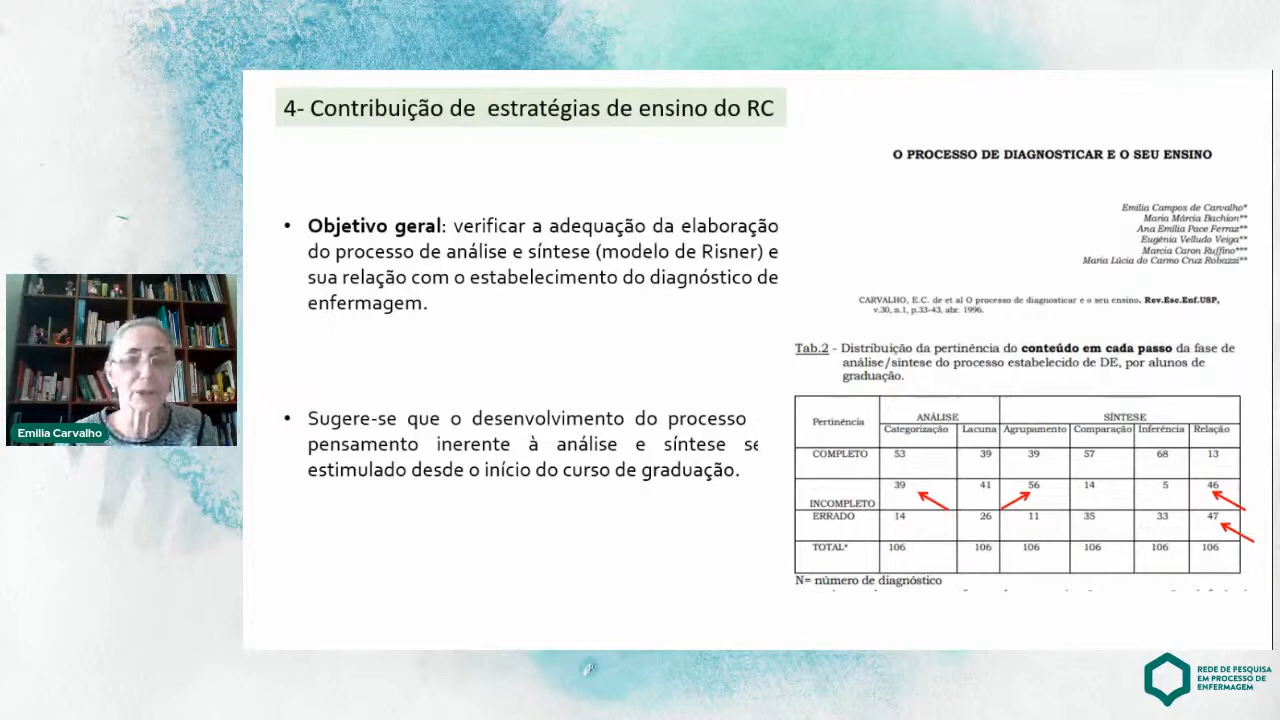 4- Contribuição de estratégias de ensino do RC
• Objetivo geral: verificar a adequação da elaboração
do processo de análise e síntese (modelo de Risner) e
sua relação com o estabelecimento do diagnóstico de
enfermagem.
• Sugere-se que o desenvolvimento do processo
pensamento inerente à análise e síntese se
estimulado desde o início do curso de graduação.
O PROCESSO DE DIAGNOSTICAR E O SEU ENSINO
Emilia Campos de Carvalho*
Maria Márcia Bachion**
Ana Emília Pace Ferraz**
Eugênia Velludo Veiga**
Marcia Caron Ruffino***
Maria Lúcia do Carmo Cruz Robazzi**
CARVALHO, E.C. de et al O processo de diagnosticar e o seu ensino. Rev.Esc.Enf.USP,
v.30, n.1, p.33-43, abr. 1996.
Tab.2 - Distribuição da pertinência do conteúdo em cada passo da fase de
análise/síntese do processo estabelecido de DE, por alunos de
graduação.
Pertinência ANÁLISE SÍNTESE
Categorização Lacuna Agrupamento Comparação Inferência Relação
COMPLETO 53 39 39 57 68 13
INCOMPLETO 39 41 56 14 5 46
ERRADO 14 26 11 35 33 47
TOTAL* 106 106 106 106 106 106
N= número de diagnóstico
Emilia Carvalho
REDE DE PESQUISA
EM PROCESSO DE
ENFERMAGEM